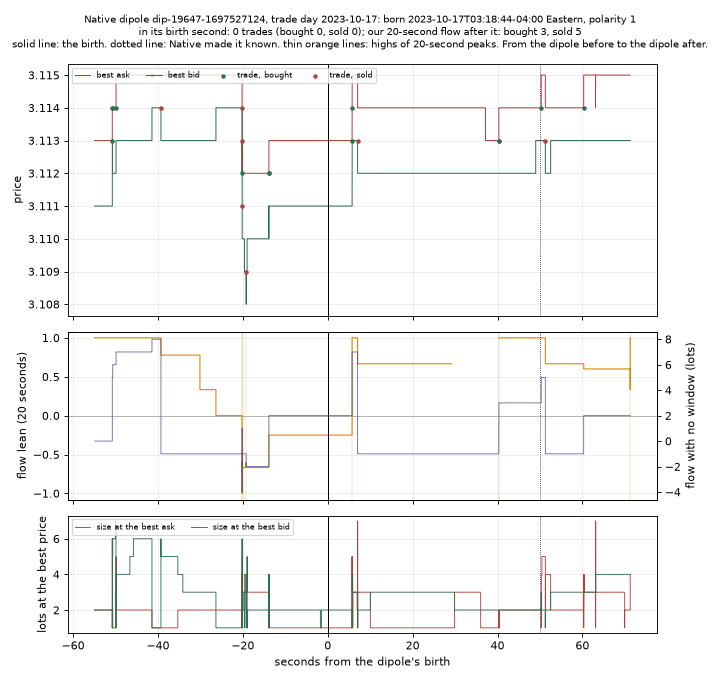 Native dipole dip-19647-1697527124, trade day 2023-10-17: born 2023-10-17T03:18:44-04:00 Eastern, polarity 1
in its birth second: 0 trades (bought 0, sold 0); our 20-second flow after it: bought 3, sold 5
solid line: the birth. dotted line: Native made it known. thin orange lines: highs of 20-second peaks. From the dipole before to the dipole after.
best ask
best bid
trade, bought
trade, sold
3.115
3.114
3.113
3.112
3.111
3.110
3.109
3.108
price
1.0
0.5
0.0
−0.5
−1.0
flow lean (20 seconds)
8
6
4
2
0
−2
−4
flow with no window (lots)
size at the best ask
size at the best bid
6
4
2
lots at the best price
−60
−40
−20
0
20
40
60
seconds from the dipole's birth